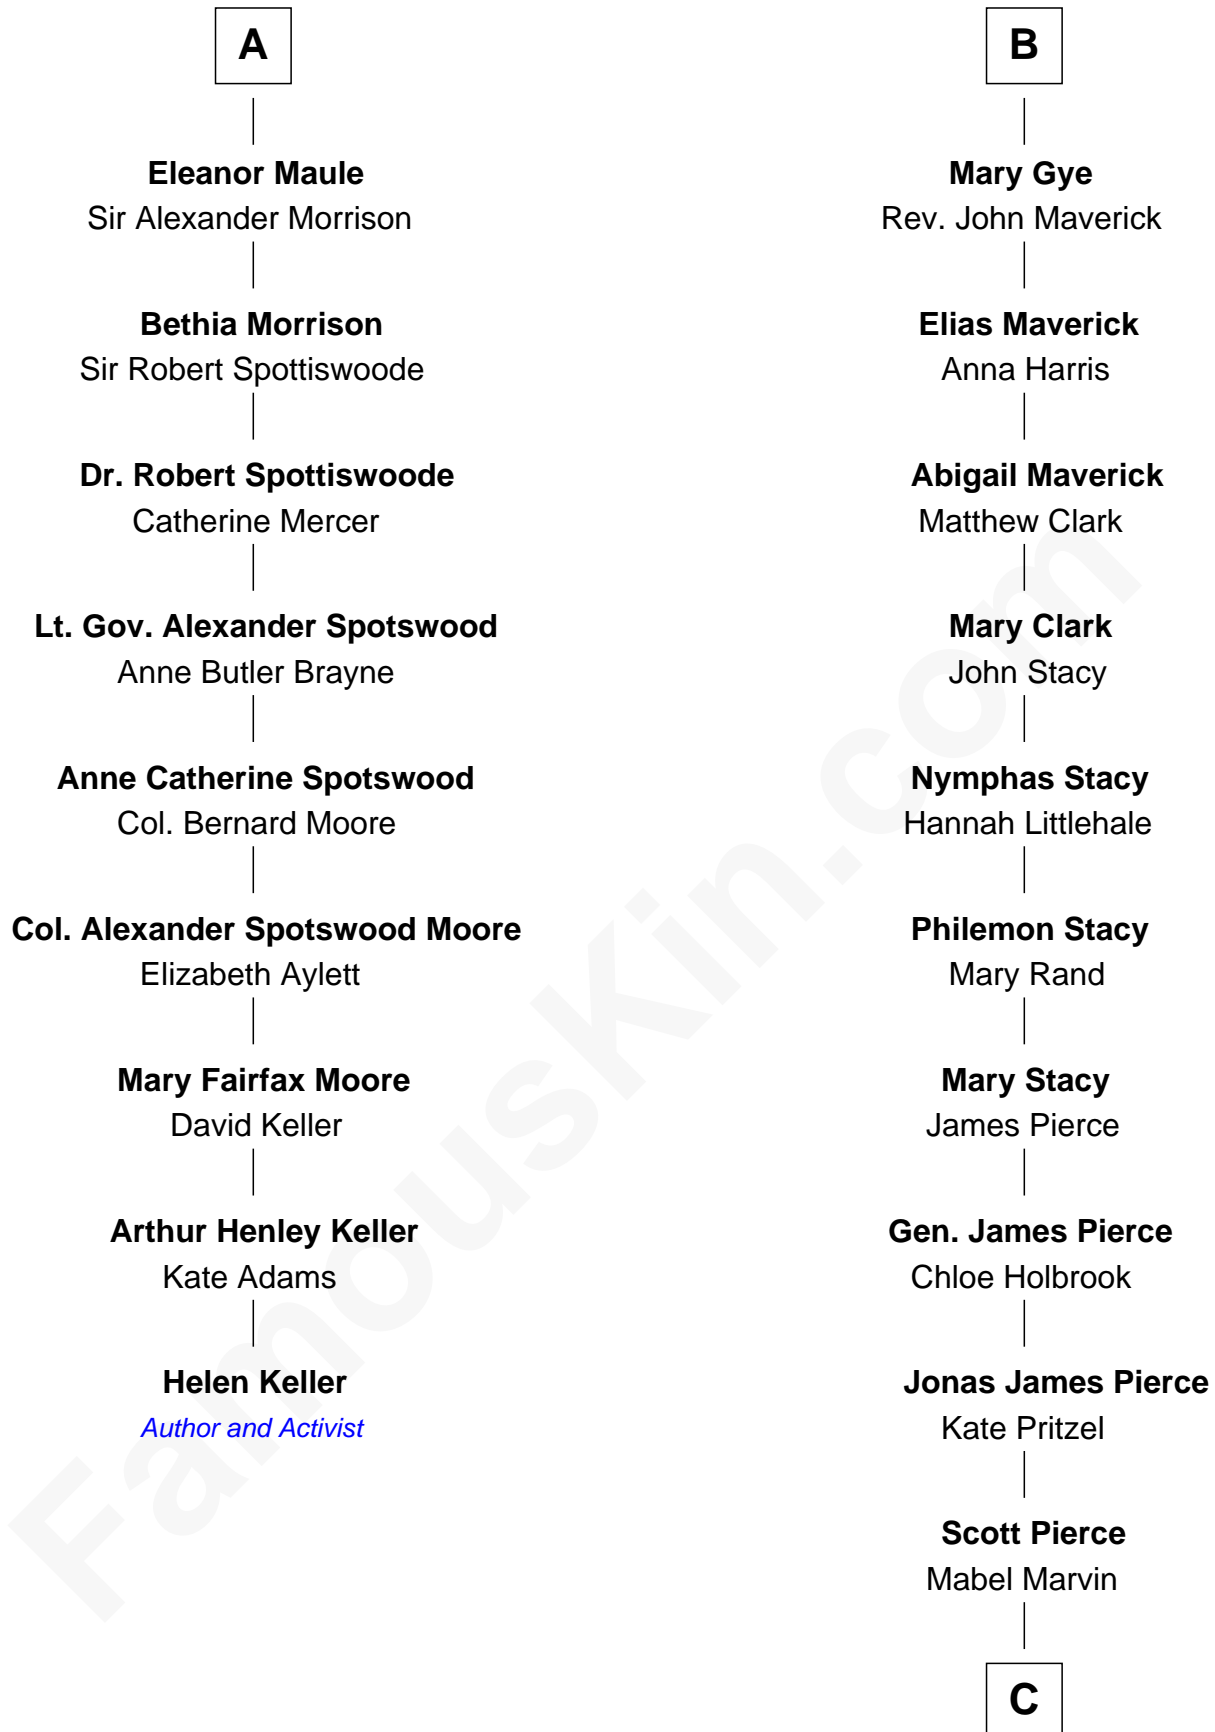 A
Eleanor Maule
Sir Alexander Morrison
Bethia Morrison
Sir Robert Spottiswoode
Dr. Robert Spottiswoode
Catherine Mercer
Lt. Gov. Alexander Spotswood
Anne Butler Brayne
Anne Catherine Spotswood
Col. Bernard Moore
Col. Alexander Spotswood Moore
Elizabeth Aylett
Mary Fairfax Moore
David Keller
Arthur Henley Keller
Kate Adams
Helen Keller
Author and Activist
B
Mary Gye
Rev. John Maverick
Elias Maverick
Anna Harris
Abigail Maverick
Matthew Clark
Mary Clark
John Stacy
Nymphas Stacy
Hannah Littlehale
Philemon Stacy
Mary Rand
Mary Stacy
James Pierce
Gen. James Pierce
Chloe Holbrook
Jonas James Pierce
Kate Pritzel
Scott Pierce
Mabel Marvin
C
FamousKin.com